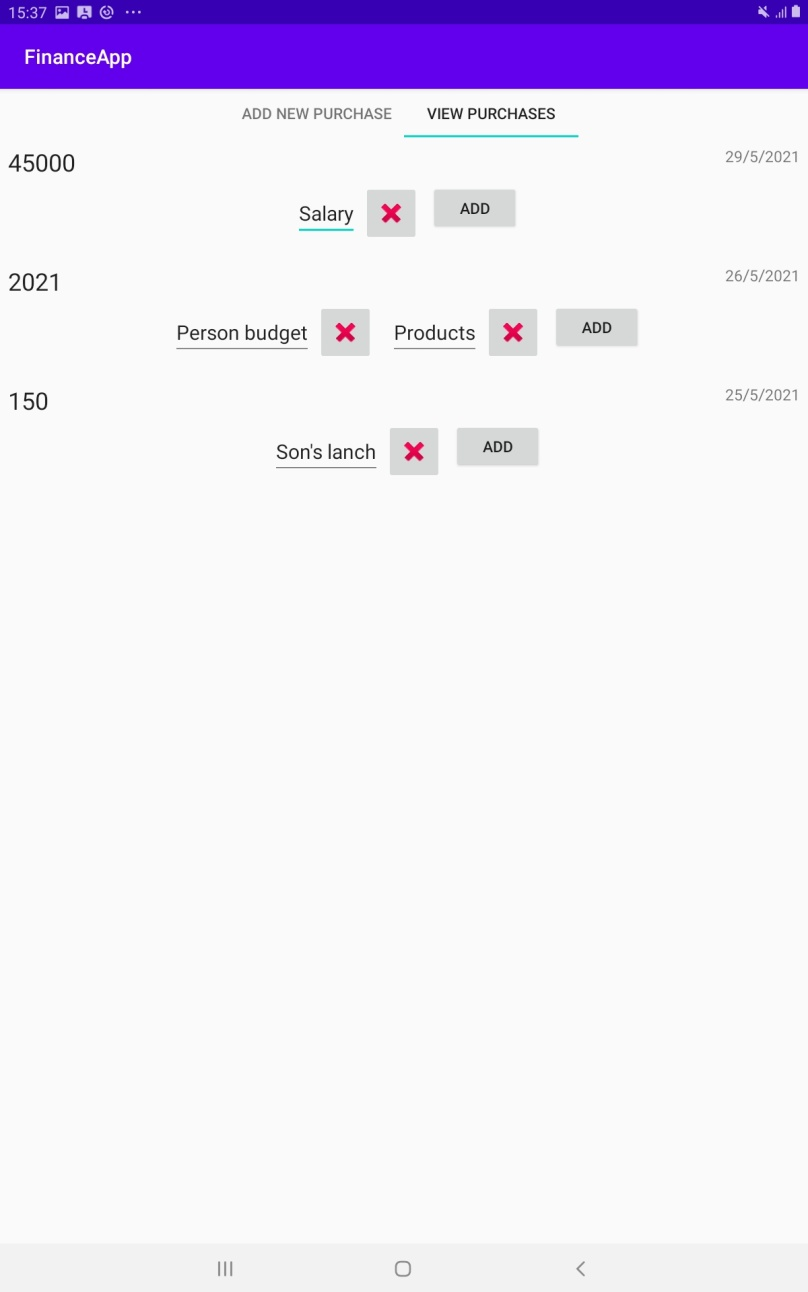 15:37
FinanceApp
ADD NEW PURCHASE VIEW PURCHASES
45000 29/5/2021
Salary ADD
2021 26/5/2021
Person budget Products ADD
150 25/5/2021
Son's lanch ADD